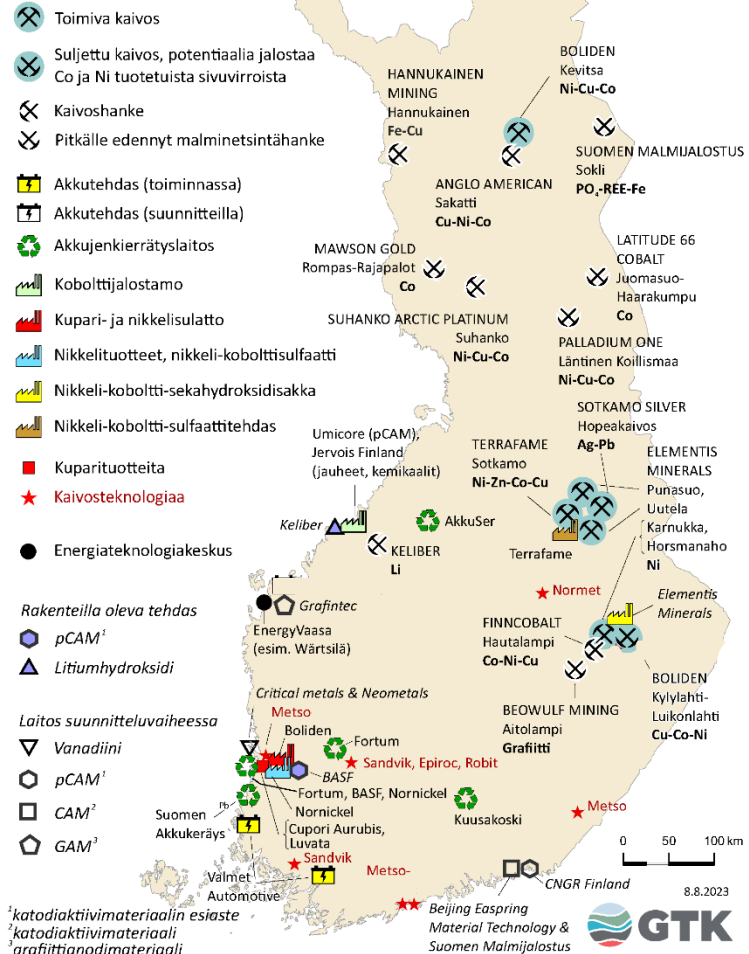 Toimiva kaivos
Suljettu kaivos, potentiaalia jalostaa
Co ja Ni tuotetuista sivuvirroista
Kaivoshanke
Pitkälle edennyt malminetsintähanke
Akkutehdas (toiminnassa)
Akkutehdas (suunnitteilla)
Akkujenkierrätyslaitos
Kobolttijalostamo
Kupari- ja nikkelisulatto
Nikkelituotteet, nikkeli-kobolttisulfaatti
Nikkeli-koboltti-sekahydroksidisakka
Nikkeli-koboltti-sulfaattitehdas
Kuparituotteita
Kaivosteknologiaa
Energiateknologiakeskus
Rakenteilla oleva tehdas
pCAM¹
Litiumhydroksidi
Laitos suunnitteluvaiheessa
Vanadiini
pCAM¹
CAM²
GAM³
¹katodiaktiivimateriaalin esiaste
²katodiaktiivimateriaali
³grafiittianodimateriaali
HANNUKAINEN
MINING
Hannukainen
Fe-Cu
BOLIDEN
Kevitsa
Ni-Cu-Co
SUOMEN MALMIJALOSTUS
Sokli
PO₄-REE-Fe
ANGLO AMERICAN
Sakatti
Cu-Ni-Co
MAWSON GOLD
Rompas-Rajapalot
Co
LATITUDE 66
COBALT
Juomasuo-
Haarakumpu
Co
SUHANKO ARCTIC PLATINUM
Suhanko
Ni-Cu-Co
PALLADIUM ONE
Läntinen Koillismaa
Ni-Cu-Co
SOTKAMO SILVER
Hopeakaivos
Ag-Pb
Umicore (pCAM),
Jervois Finland
(jauheet, kemikaalit)
TERRAFAME
Sotkamo
Ni-Zn-Co-Cu
ELEMENTIS
MINERALS
Punasuo,
Uutela
Karnukka,
Horsmanaho
Ni
Keliber
AkkuSer
KELIBER
Li
Terrafame
Normet
Elementis
Minerals
Grafintec
EnergyVaasa
(esim. Wärtsilä)
FINNCOBALT
Hautalampi
Co-Ni-Cu
BOLIDEN
Kylylahti-
Luikonlahti
Cu-Co-Ni
BEOWULF MINING
Aitolampi
Grafiitti
Critical metals & Neometals
Metso
Boliden
Fortum
Sandvik, Epiroc, Robit
BASF
Fortum, BASF, Nornickel
Nornickel
Pb
Suomen
Akkukeräys
Cupori Aurubis,
Luvata
Kuusakoski
Metso
Sandvik
Valmet
Automotive
Metso-
CNGR Finland
Beijing Easpring
Material Technology &
Suomen Malmijalostus
0 50 100 km
8.8.2023
GTK